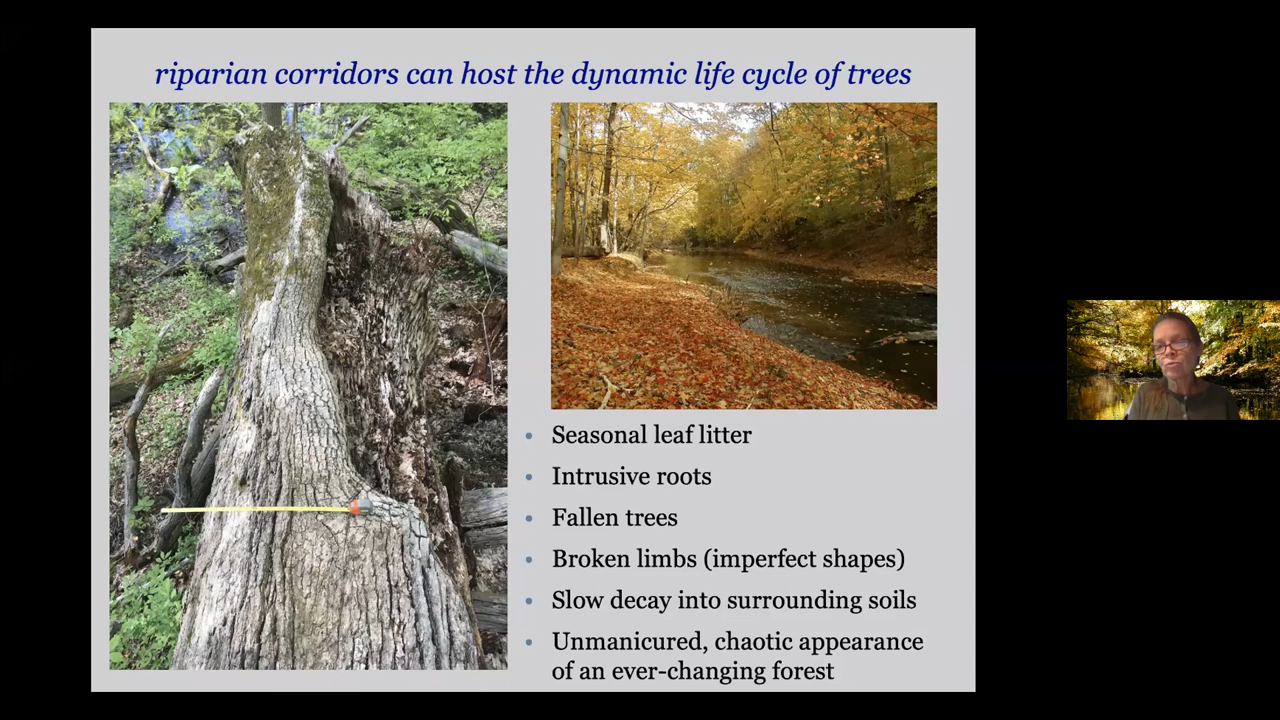 riparian corridors can host the dynamic life cycle of trees
• Seasonal leaf litter
• Intrusive roots
• Fallen trees
• Broken limbs (imperfect shapes)
• Slow decay into surrounding soils
• Unmanicured, chaotic appearance
of an ever-changing forest